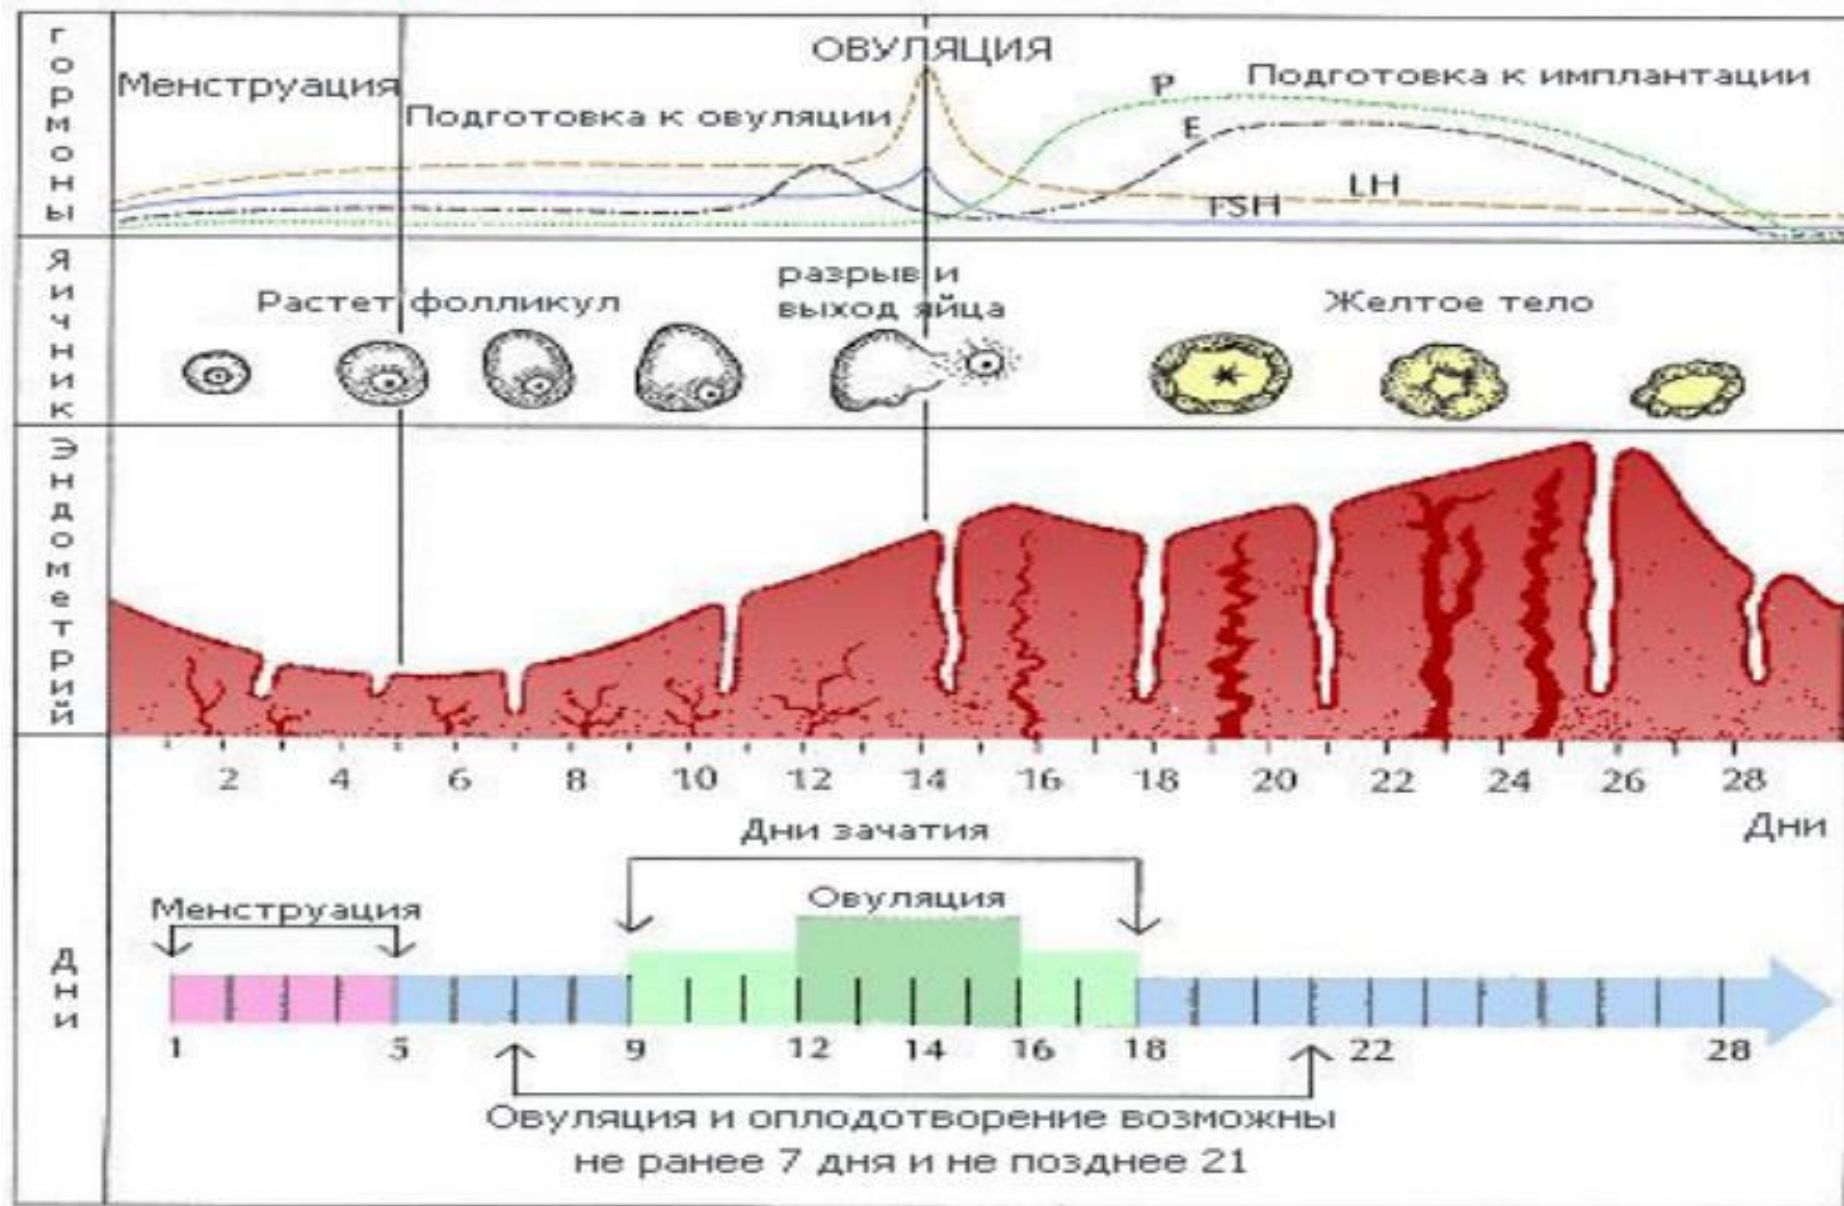 Гормоны
ОВУЛЯЦИЯ
Менструация
Подготовка к овуляции
P
Подготовка к имплантации
E
LH
FSH
Яичник
Растет фолликул
разрыв и
выход яйца
Желтое тело
Эндометрий
2 4 6 8 10 12 14 16 18 20 22 24 26 28
Дни зачатия
Дни
Менструация
Овуляция
Дни
1 5 9 12 14 16 18 22 28
Овуляция и оплодотворение возможны
не ранее 7 дня и не позднее 21